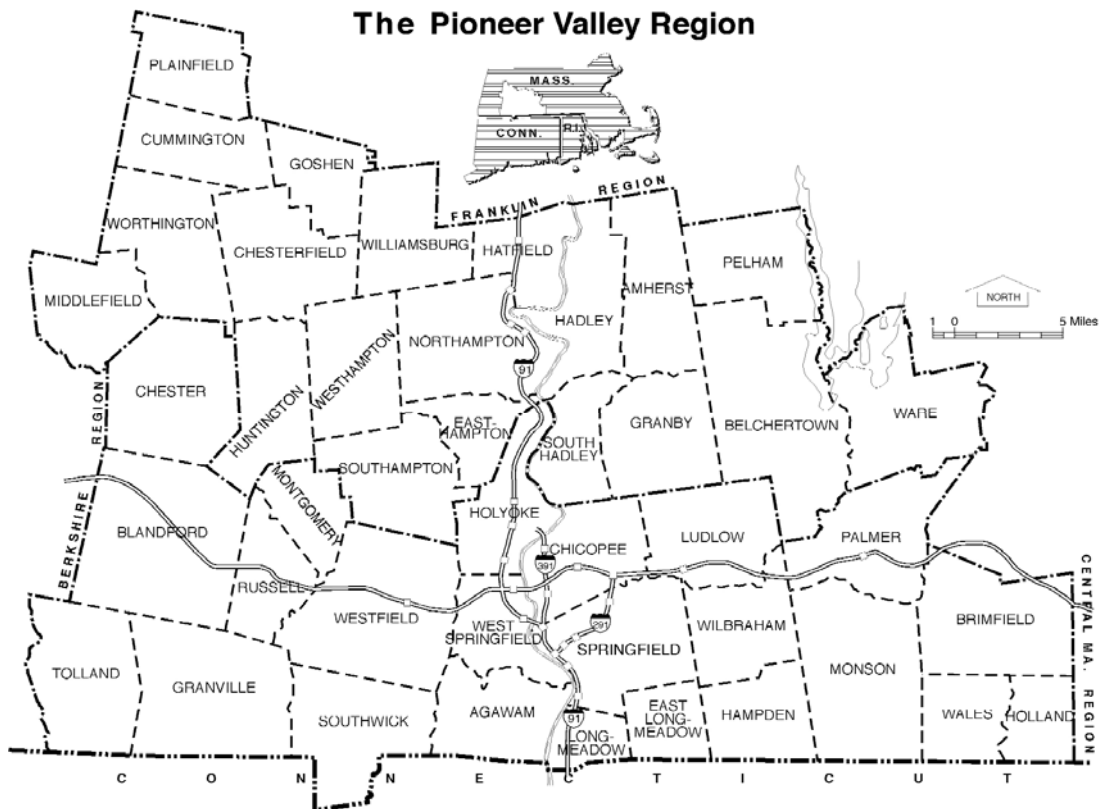 The Pioneer Valley Region
MASS.
CONN.
R.I.
PLAINFIELD
CUMMINGTON
GOSHEN
FRANKLIN REGION
WORTHINGTON
CHESTERFIELD
WILLIAMSBURG
HATFIELD
PELHAM
MIDDLEFIELD
AMHERST
NORTH
HADLEY
1 0 5 Miles
NORTHAMPTON
WESTHAMPTON
91
CHESTER
HUNTINGTON
EAST-
HAMPTON
SOUTH
HADLEY
GRANBY
BELCHERTOWN
WARE
SOUTHAMPTON
MONTGOMERY
BERKSHIRE REGION
BLANDFORD
HOLYOKE
CHICOPEE
LUDLOW
PALMER
391
RUSSELL
WESTFIELD
WEST
SPRINGFIELD
291
SPRINGFIELD
WILBRAHAM
BRIMFIELD
CENTRAL MA. REGION
TOLLAND
GRANVILLE
MONSON
SOUTHWICK
AGAWAM
91
LONG-
MEADOW
EAST
LONG-
MEADOW
HAMPDEN
WALES
HOLLAND
CONNECTICUT